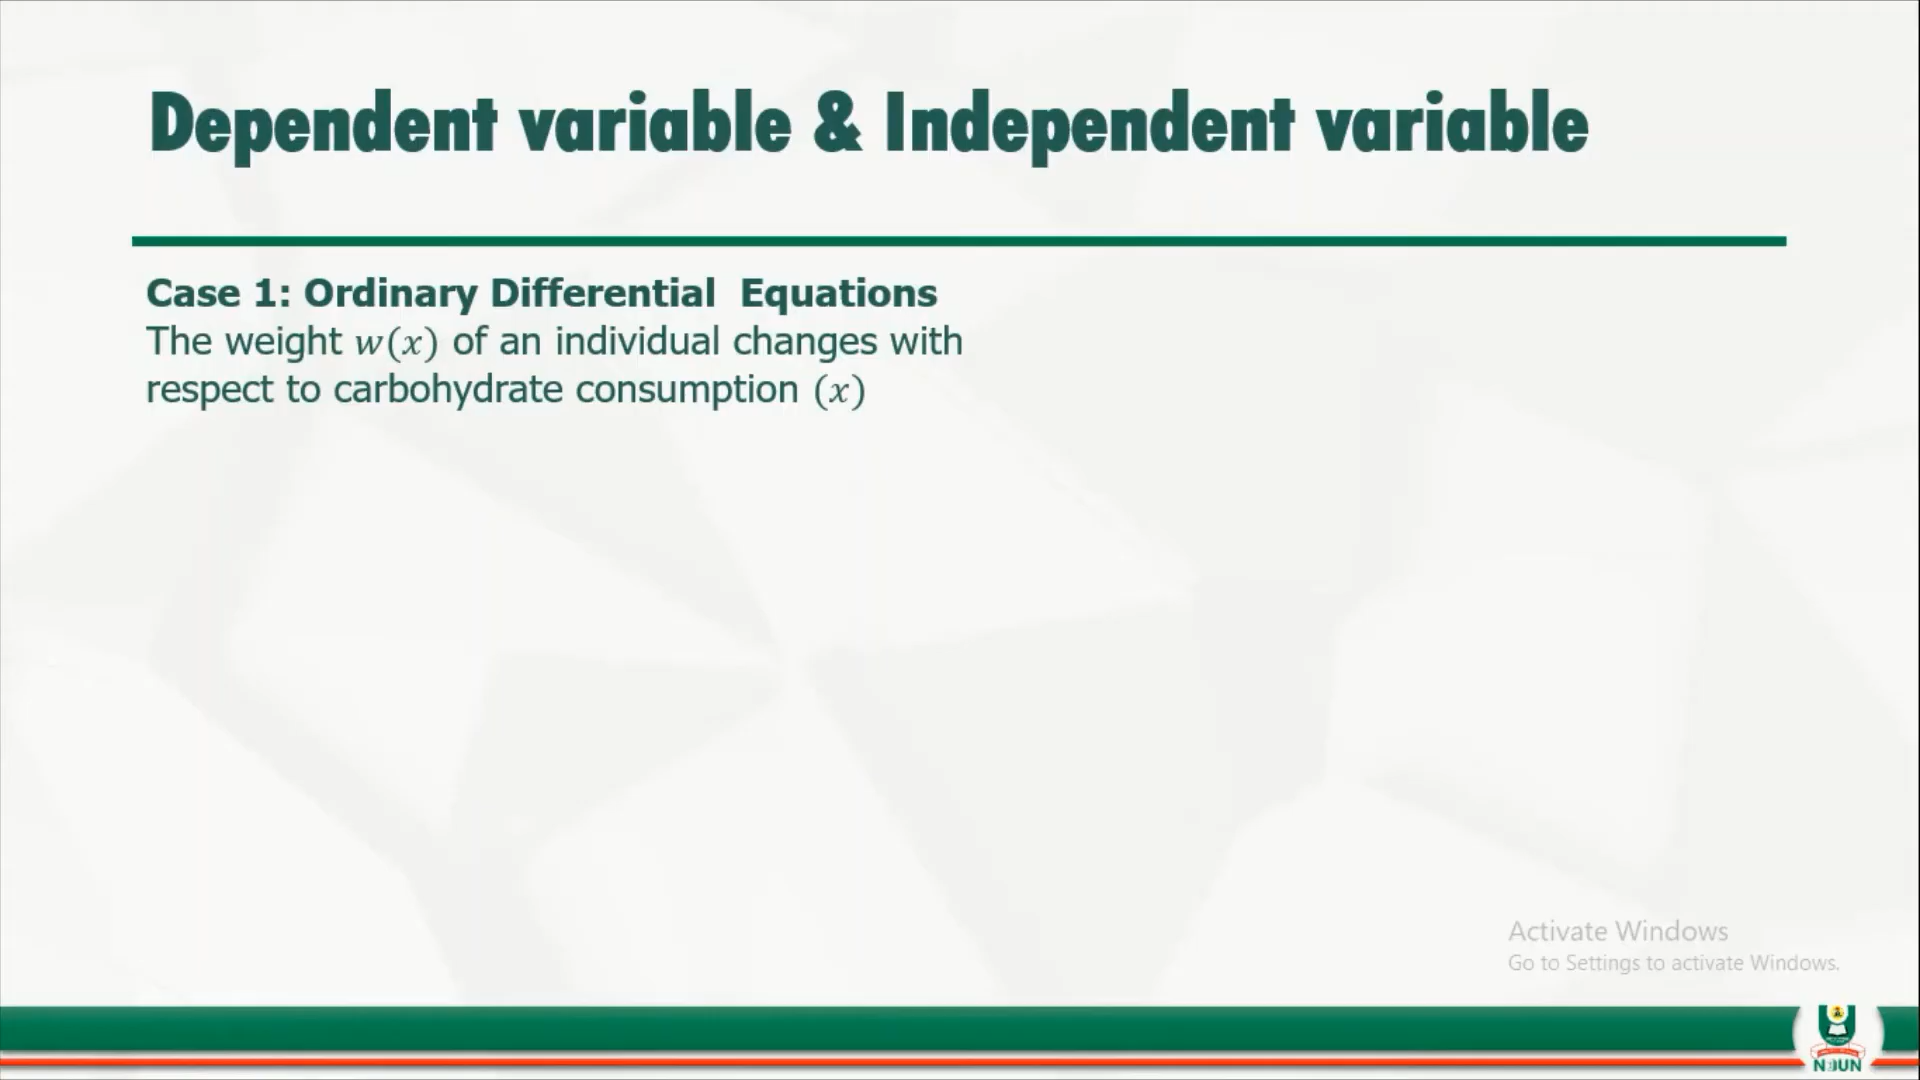 Dependent variable & Independent variable
Case 1: Ordinary Differential  Equations
The weight w(x) of an individual changes with
respect to carbohydrate consumption (x)
Activate Windows
Go to Settings to activate Windows.
NOUN